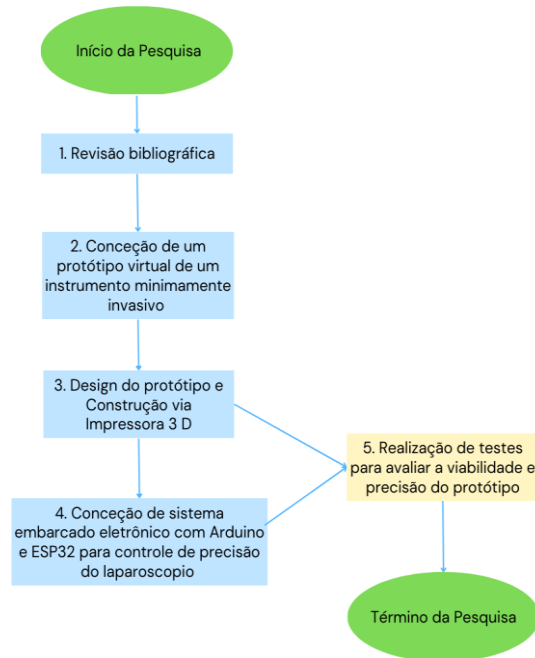 Início da Pesquisa
1. Revisão bibliográfica
2. Conceção de um
protótipo virtual de um
instrumento minimamente
invasivo
3. Design do protótipo e
Construção via
Impressora 3 D
4. Conceção de sistema
embarcado eletrônico com Arduino
e ESP32 para controle de precisão
do laparoscopio
5. Realização de testes
para avaliar a viabilidade e
precisão do protótipo
Término da Pesquisa